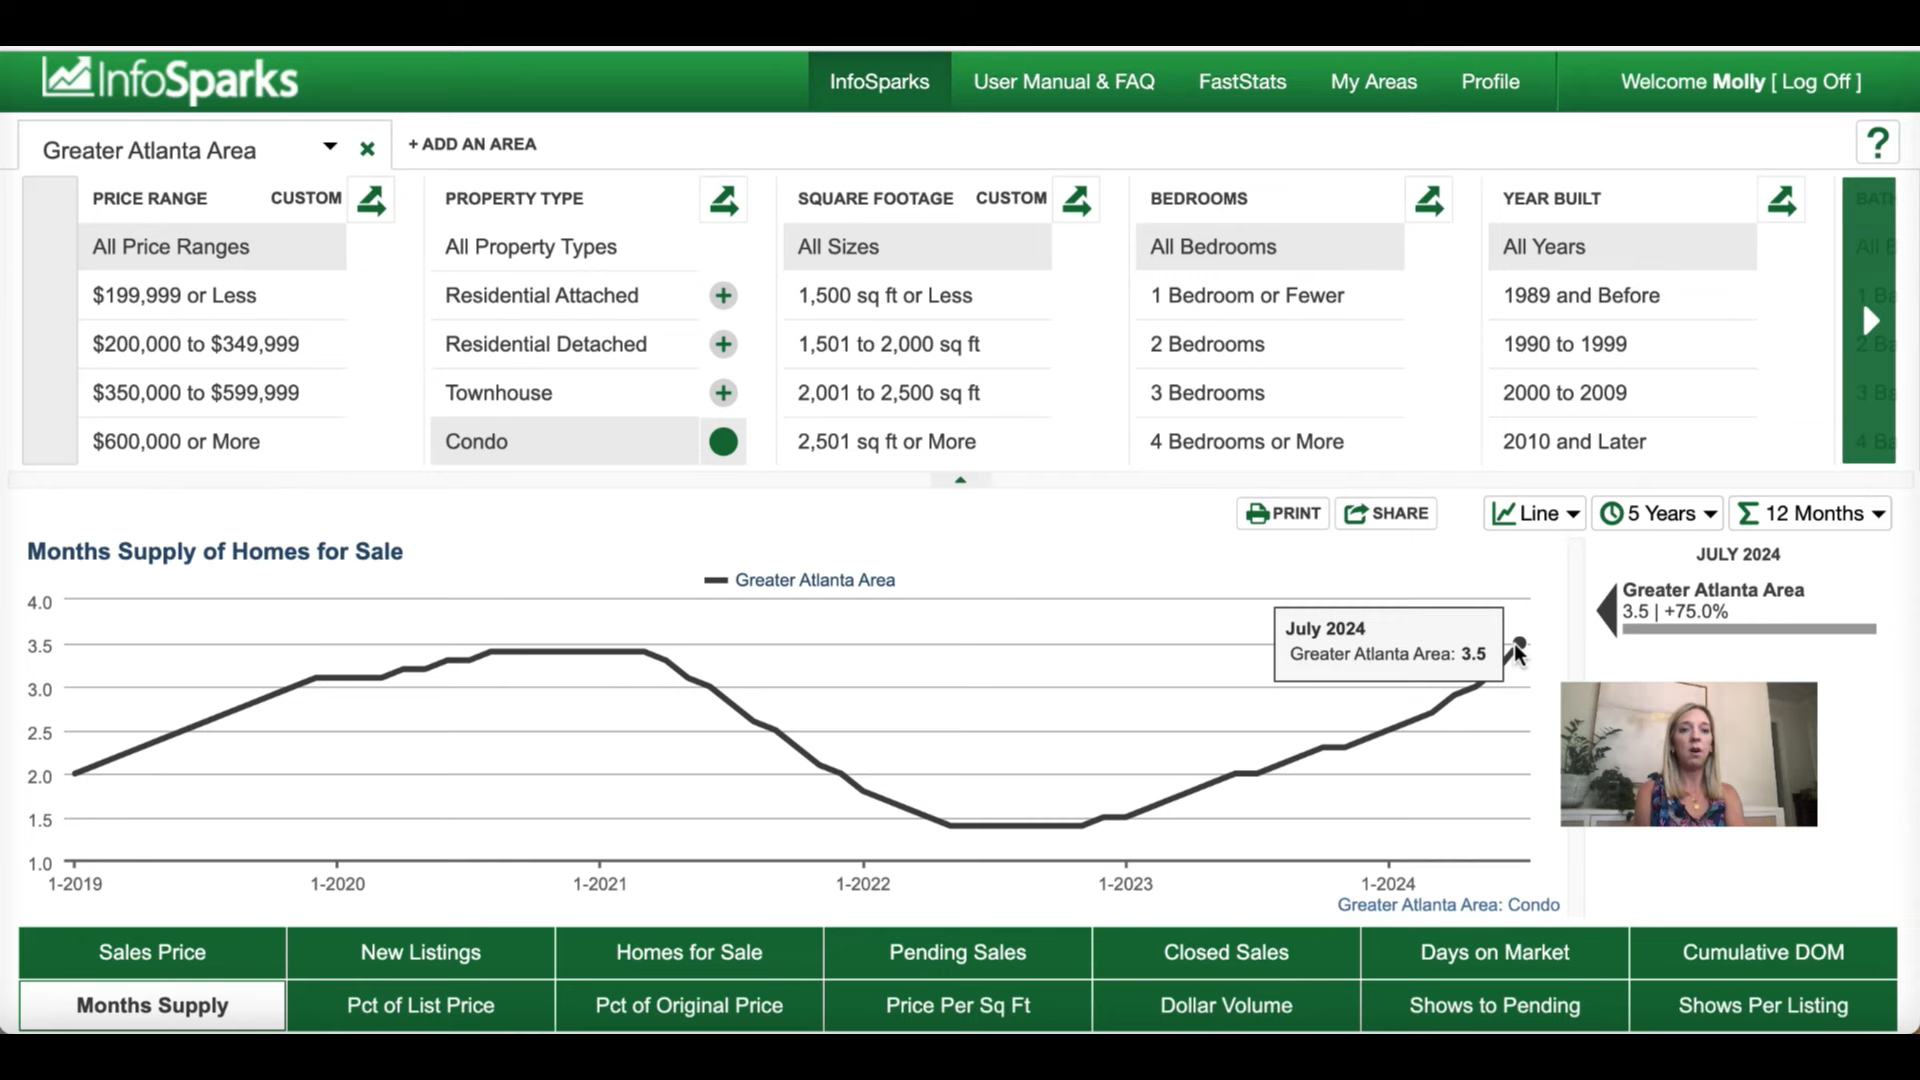 InfoSparks
InfoSparks
User Manual & FAQ
FastStats
My Areas
Profile
Welcome Molly [ Log Off ]
Greater Atlanta Area
+ ADD AN AREA
?
PRICE RANGE
CUSTOM
All Price Ranges
$199,999 or Less
$200,000 to $349,999
$350,000 to $599,999
$600,000 or More
PROPERTY TYPE
All Property Types
Residential Attached
Residential Detached
Townhouse
Condo
SQUARE FOOTAGE
CUSTOM
All Sizes
1,500 sq ft or Less
1,501 to 2,000 sq ft
2,001 to 2,500 sq ft
2,501 sq ft or More
BEDROOMS
All Bedrooms
1 Bedroom or Fewer
2 Bedrooms
3 Bedrooms
4 Bedrooms or More
YEAR BUILT
All Years
1989 and Before
1990 to 1999
2000 to 2009
2010 and Later
PRINT
SHARE
Line
5 Years
12 Months
Months Supply of Homes for Sale
Greater Atlanta Area
JULY 2024
Greater Atlanta Area
3.5 | +75.0%
July 2024
Greater Atlanta Area: 3.5
4.0
3.5
3.0
2.5
2.0
1.5
1.0
1-2019
1-2020
1-2021
1-2022
1-2023
1-2024
Greater Atlanta Area: Condo
Sales Price
New Listings
Homes for Sale
Pending Sales
Closed Sales
Days on Market
Cumulative DOM
Months Supply
Pct of List Price
Pct of Original Price
Price Per Sq Ft
Dollar Volume
Shows to Pending
Shows Per Listing